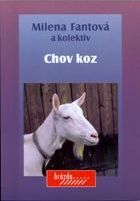 Milena Fantová
a kolektiv
Chov koz
brázda